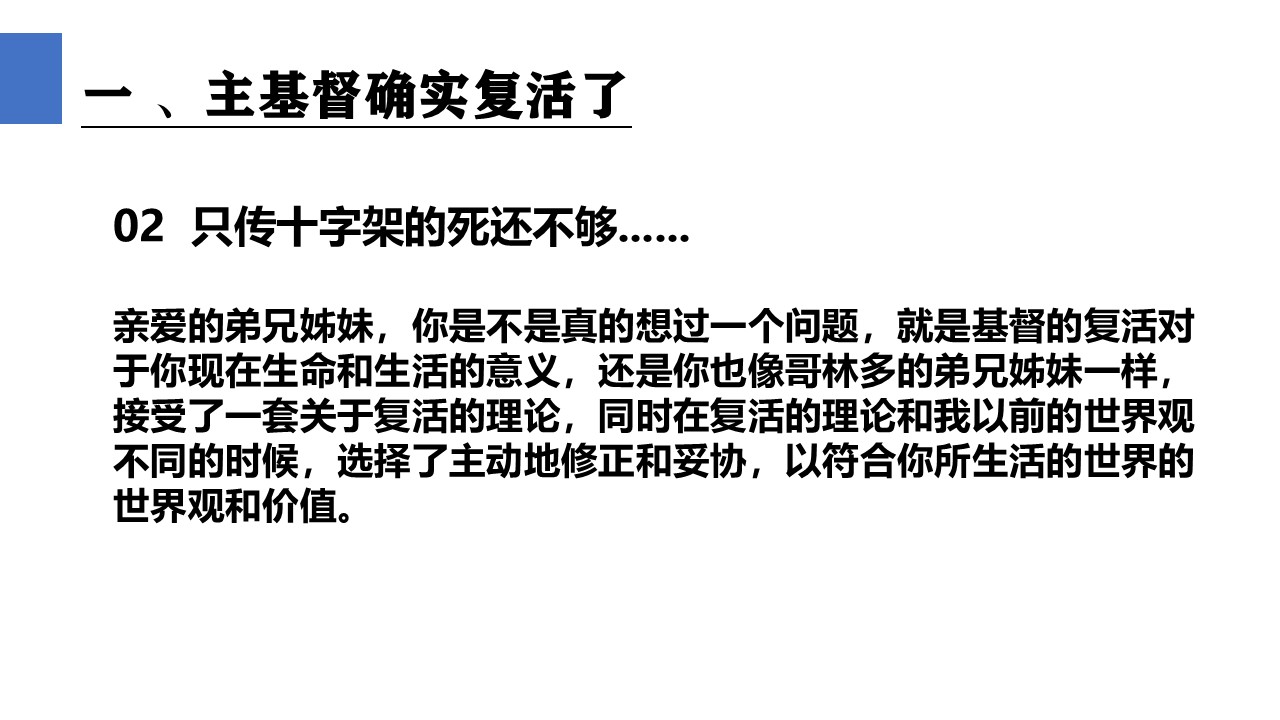 一 、主基督确实复活了
02 只传十字架的死还不够......
亲爱的弟兄姊妹，你是不是真的想过一个问题，就是基督的复活对
于你现在生命和生活的意义，还是你也像哥林多的弟兄姊妹一样，
接受了一套关于复活的理论，同时在复活的理论和我以前的世界观
不同的时候，选择了主动地修正和妥协，以符合你所生活的世界的
世界观和价值。